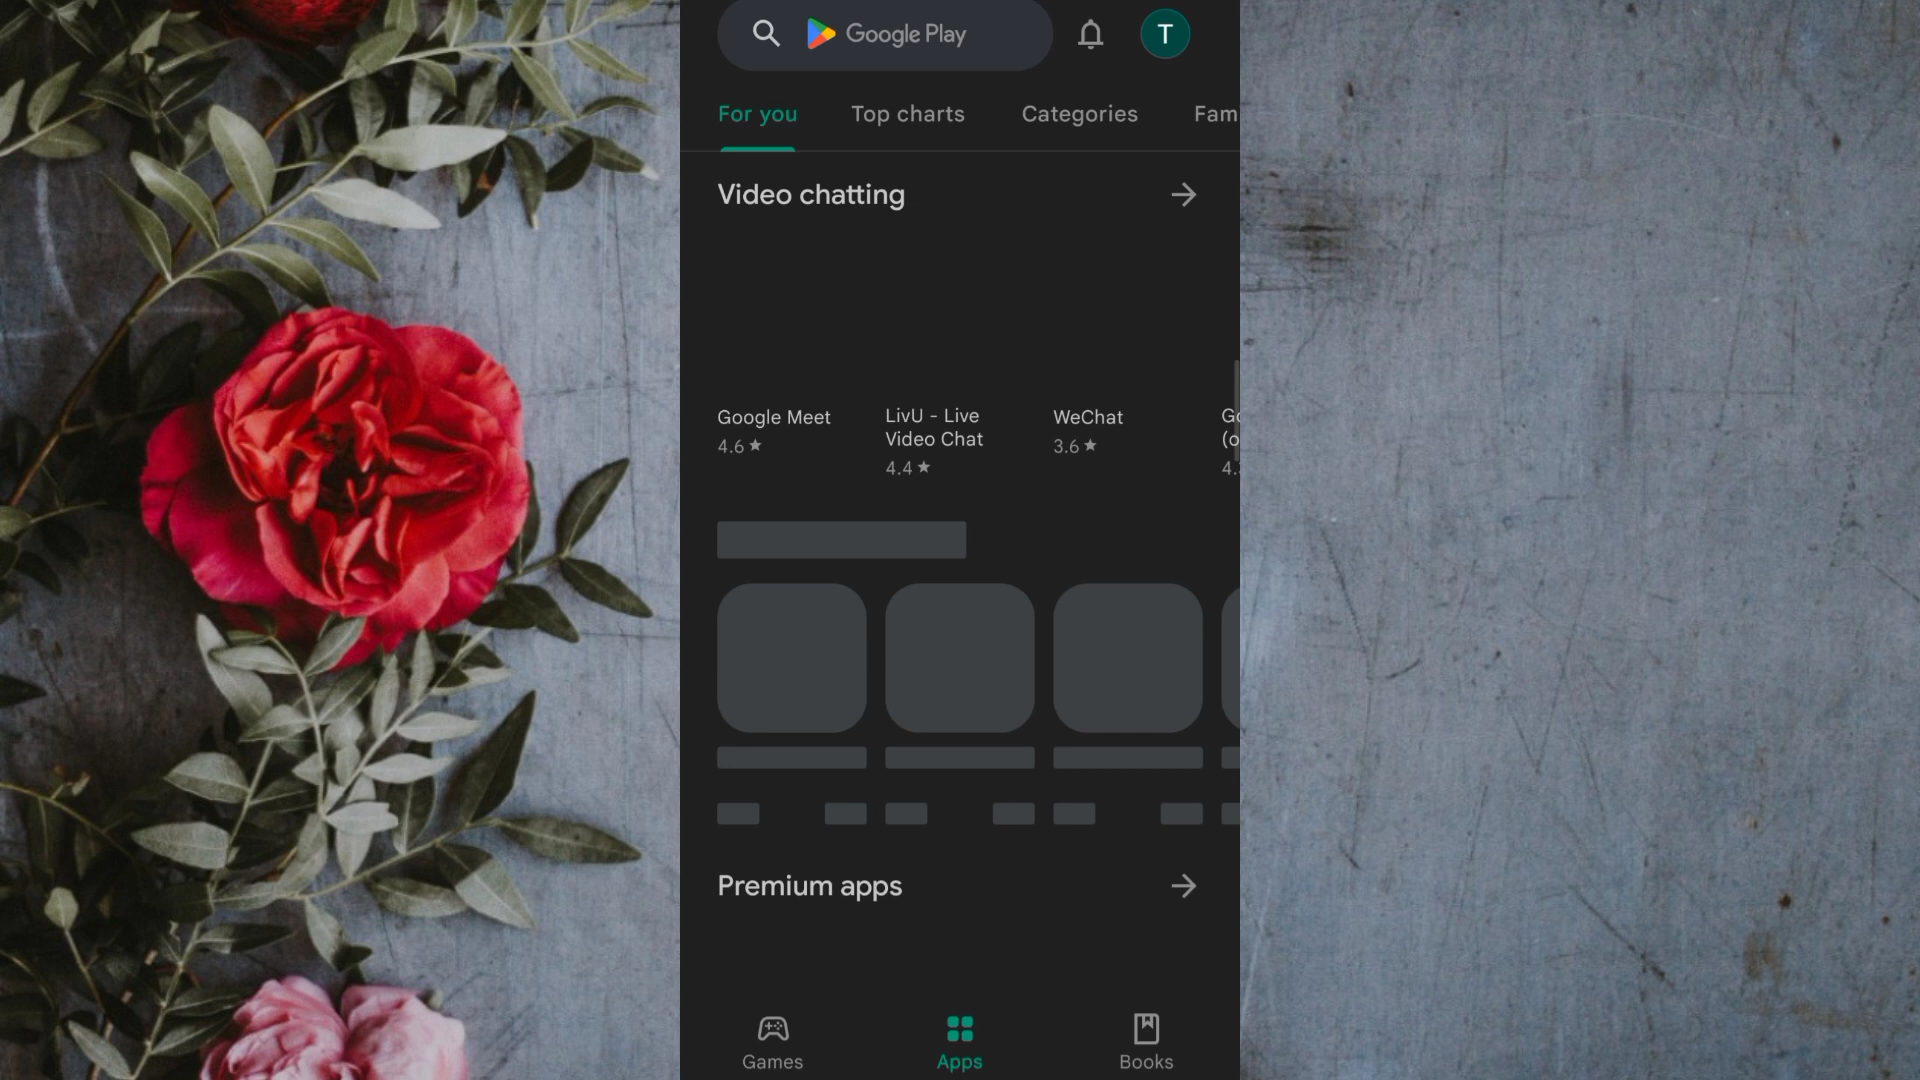 Google Play
T
For you
Top charts
Categories
Fam
Video chatting
Google Meet
4.6 ★
LivU - Live
Video Chat
4.4 ★
WeChat
3.6 ★
Premium apps
Games
Apps
Books